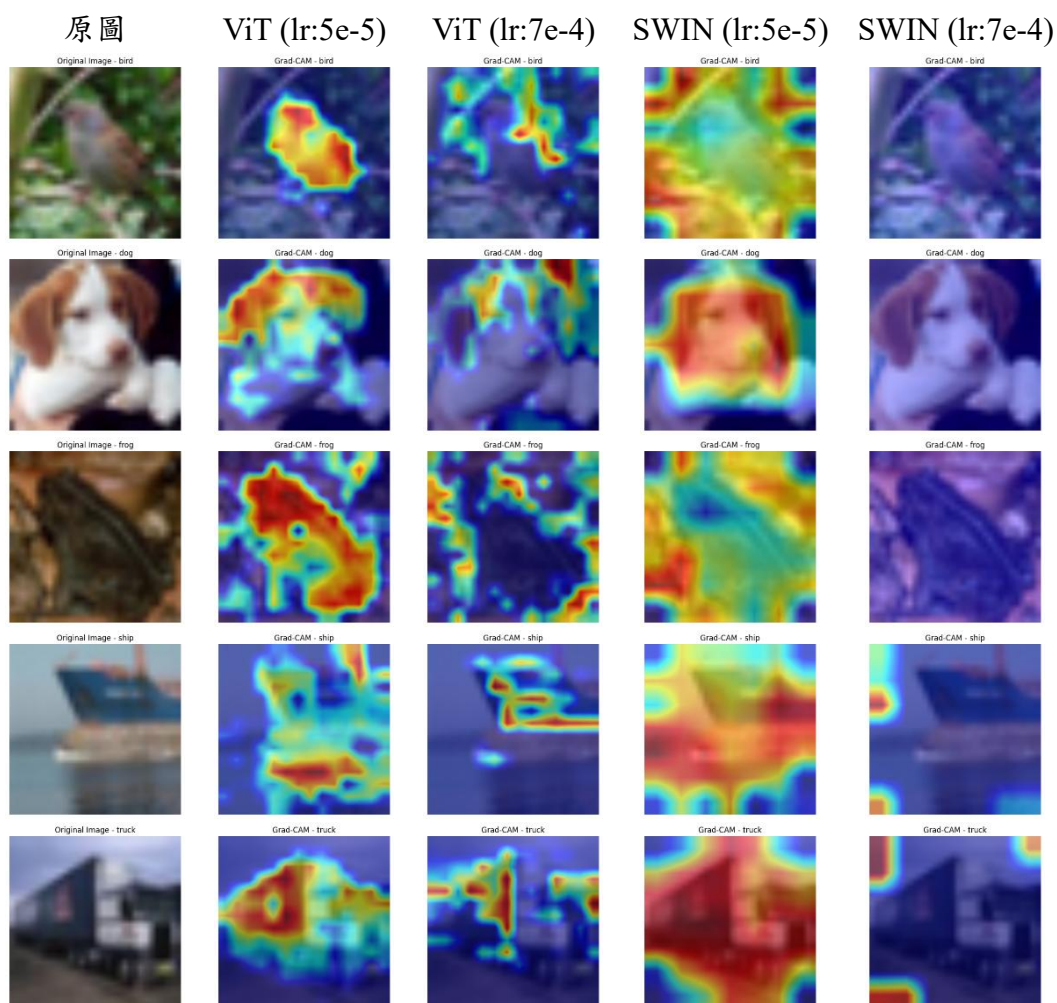 原圖 ViT (lr:5e-5) ViT (lr:7e-4) SWIN (lr:5e-5) SWIN (lr:7e-4)
Original Image - bird Grad-CAM - bird Grad-CAM - bird Grad-CAM - bird Grad-CAM - bird
Original Image - dog Grad-CAM - dog Grad-CAM - dog Grad-CAM - dog Grad-CAM - dog
Original Image - frog Grad-CAM - frog Grad-CAM - frog Grad-CAM - frog Grad-CAM - frog
Original Image - ship Grad-CAM - ship Grad-CAM - ship Grad-CAM - ship Grad-CAM - ship
Original Image - truck Grad-CAM - truck Grad-CAM - truck Grad-CAM - truck Grad-CAM - truck